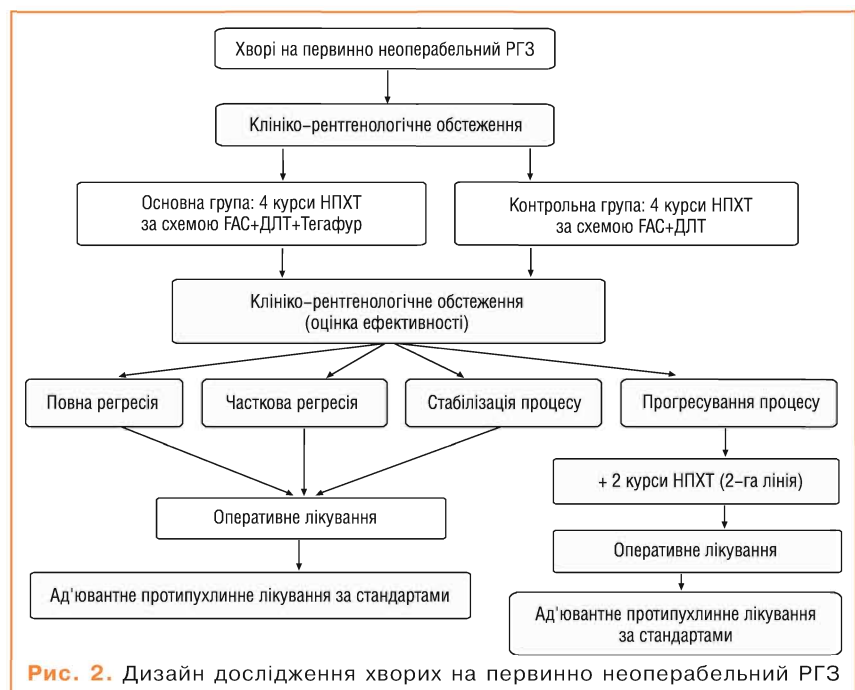 Хворі на первинно неоперабельний РГЗ
Клініко-рентгенологічне обстеження
Основна група: 4 курси НПХТ
за схемою FAC+ДЛТ+Тегафур
Контрольна група: 4 курси НПХТ
за схемою FAC+ДЛТ
Клініко-рентгенологічне обстеження
(оцінка ефективності)
Повна регресія
Часткова регресія
Стабілізація процесу
Прогресування процесу
+ 2 курси НПХТ (2-га лінія)
Оперативне лікування
Оперативне лікування
Ад'ювантне протипухлинне лікування за стандартами
Ад'ювантне протипухлинне лікування
за стандартами
Рис. 2. Дизайн дослідження хворих на первинно неоперабельний РГЗ